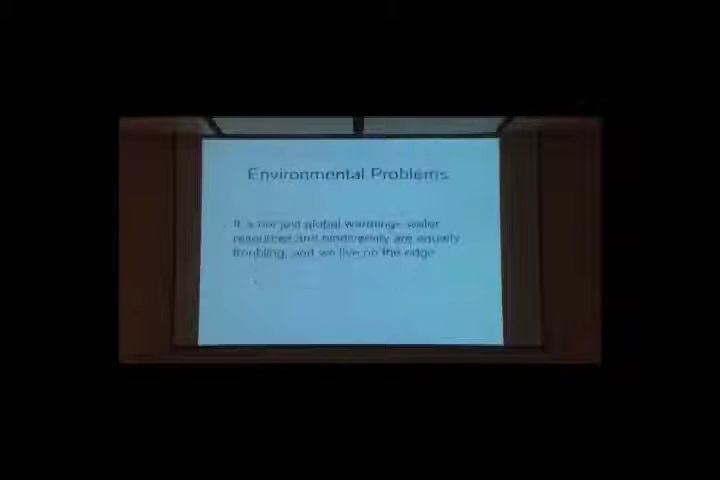 Environmental Problems
It's not just global warming, water
resources and biodiversity are equally
troubling, and we live on the edge